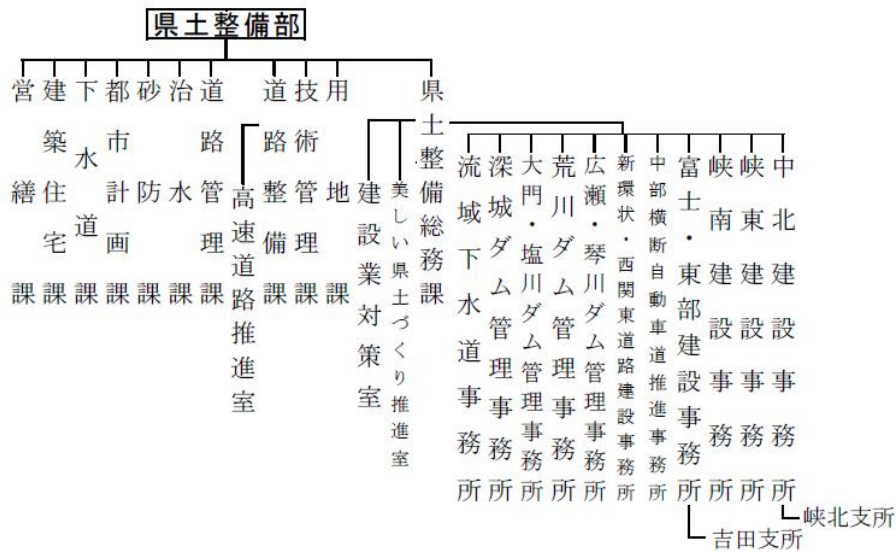 県土整備部
県土整備総務課
中北建設事務所
峡北支所
峡東建設事務所
峡南建設事務所
富士・東部建設事務所
吉田支所
中部横断自動車道推進事務所
新環状・西関東道路建設事務所
広瀬・琴川ダム管理事務所
荒川ダム管理事務所
大門・塩川ダム管理事務所
深城ダム管理事務所
流域下水道事務所
美しい県土づくり推進室
建設業対策室
用地課
技術管理課
道路整備課
高速道路推進室
道路管理課
治水課
砂防課
都市計画課
下水道課
建築住宅課
営繕課